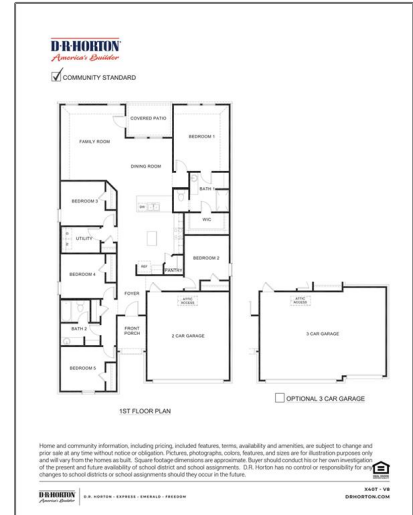 D·R·HORTON
America's Builder
COMMUNITY STANDARD
COVERED PATIO
FAMILY ROOM
BEDROOM 1
DINING ROOM
BATH 1
BEDROOM 3
WIC
UTILITY
BEDROOM 2
BEDROOM 4
REF
PANTRY
FOYER
ATTIC ACCESS
ATTIC ACCESS
FRONT PORCH
BATH 2
2 CAR GARAGE
3 CAR GARAGE
BEDROOM 5
OPTIONAL 3 CAR GARAGE
1ST FLOOR PLAN
Home and community information, including pricing, included features, terms, availability and amenities, are subject to change and
prior sale at any time without notice or obligation. Pictures, photographs, colors, features, and sizes are for illustration purposes only
and will vary from the homes as built. Square footage dimensions are approximate. Buyer should conduct his or her own investigation
of the present and future availability of school district and school assignments. D.R. Horton has no control or responsibility for any
changes to school districts or school assignments should they occur in the future.
D·R·HORTON
America's Builder
D.R. HORTON · EXPRESS · EMERALD · FREEDOM
X40T - VB
DRHORTON.COM